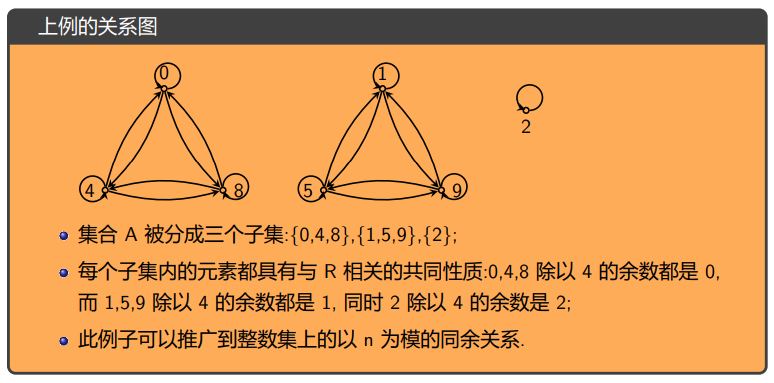 上例的关系图
0
1
2
4
8
5
9
集合 A 被分成三个子集:{0,4,8},{1,5,9},{2};
每个子集内的元素都具有与 R 相关的共同性质:0,4,8 除以 4 的余数都是 0,
而 1,5,9 除以 4 的余数都是 1, 同时 2 除以 4 的余数是 2;
此例子可以推广到整数集上的以 n 为模的同余关系.